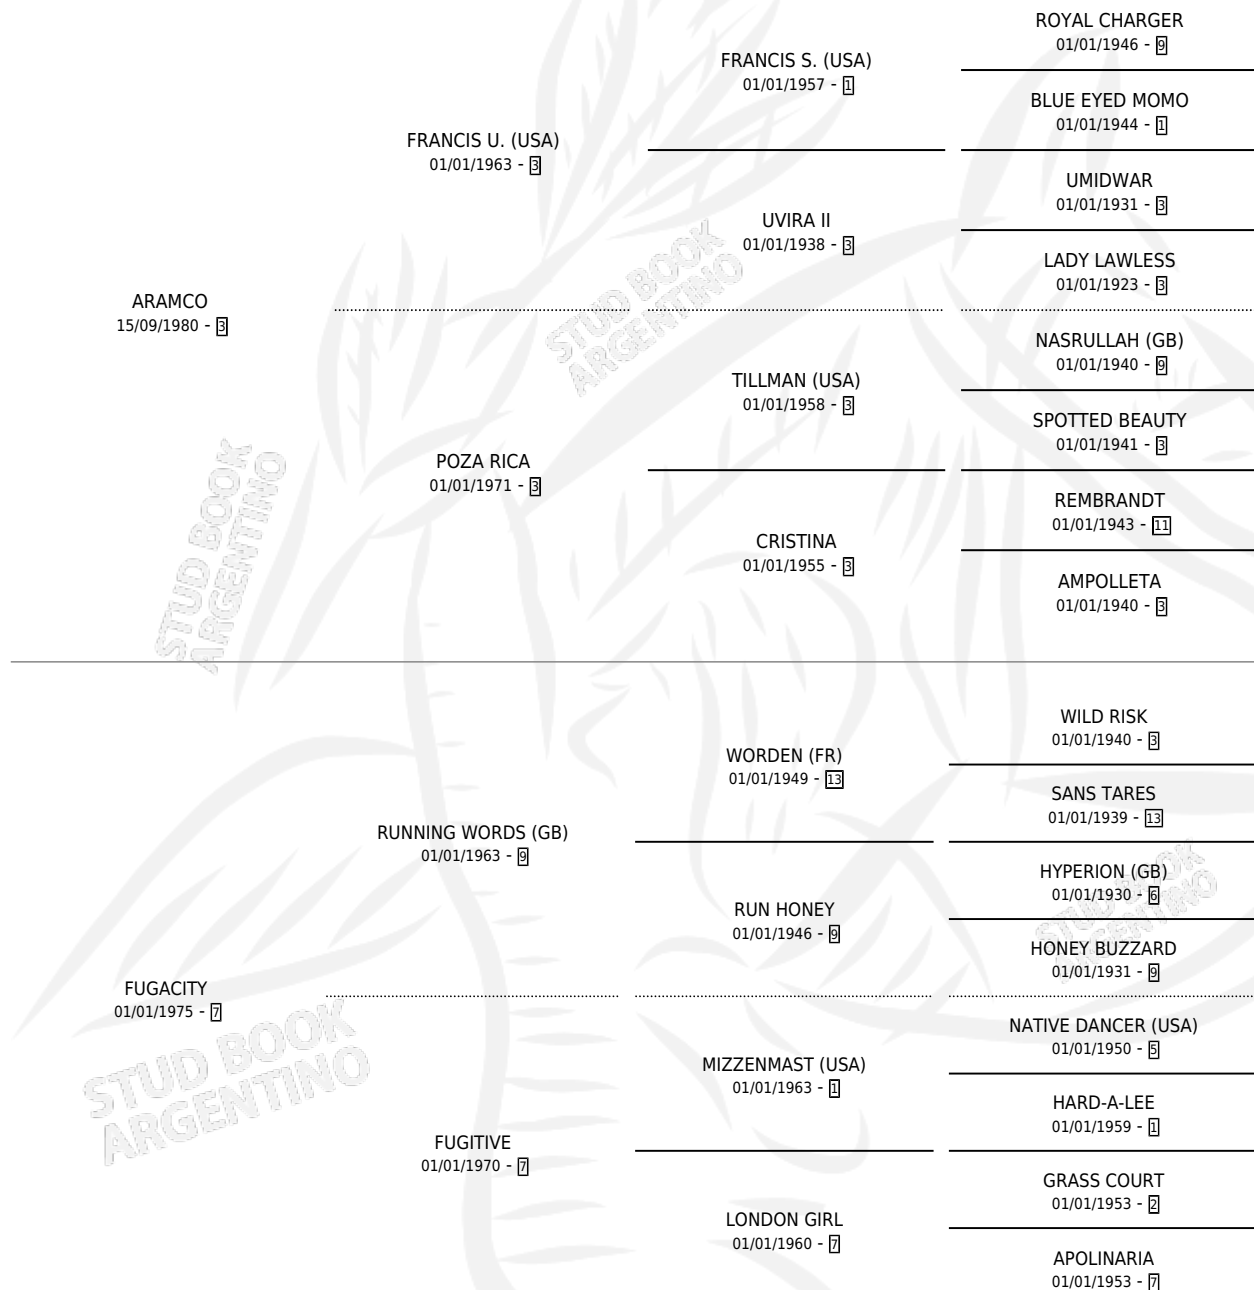 ROYAL CHARGER
01/01/1946 - 9
FRANCIS S. (USA)
01/01/1957 - 1
BLUE EYED MOMO
01/01/1944 - 1
FRANCIS U. (USA)
01/01/1963 - 3
UMIDWAR
01/01/1931 - 3
UVIRA II
01/01/1938 - 3
LADY LAWLESS
01/01/1923 - 3
ARAMCO
15/09/1980 - 3
STUD BOOK
ARGENTINO
NASRULLAH (GB)
01/01/1940 - 9
TILLMAN (USA)
01/01/1958 - 3
SPOTTED BEAUTY
01/01/1941 - 3
POZA RICA
01/01/1971 - 3
REMBRANDT
01/01/1943 - 11
CRISTINA
01/01/1955 - 3
AMPOLLETA
01/01/1940 - 3
STUD BOOK
ARGENTINO
WILD RISK
01/01/1940 - 3
WORDEN (FR)
01/01/1949 - 13
SANS TARES
01/01/1939 - 13
RUNNING WORDS (GB)
01/01/1963 - 9
HYPERION (GB)
01/01/1930 - 6
STUD BOOK
ARGENTINO
RUN HONEY
01/01/1946 - 9
HONEY BUZZARD
01/01/1931 - 9
FUGACITY
01/01/1975 - 7
STUD BOOK
ARGENTINO
NATIVE DANCER (USA)
01/01/1950 - 5
MIZZENMAST (USA)
01/01/1963 - 1
HARD-A-LEE
01/01/1959 - 1
FUGITIVE
01/01/1970 - 7
GRASS COURT
01/01/1953 - 2
LONDON GIRL
01/01/1960 - 7
APOLINARIA
01/01/1953 - 7